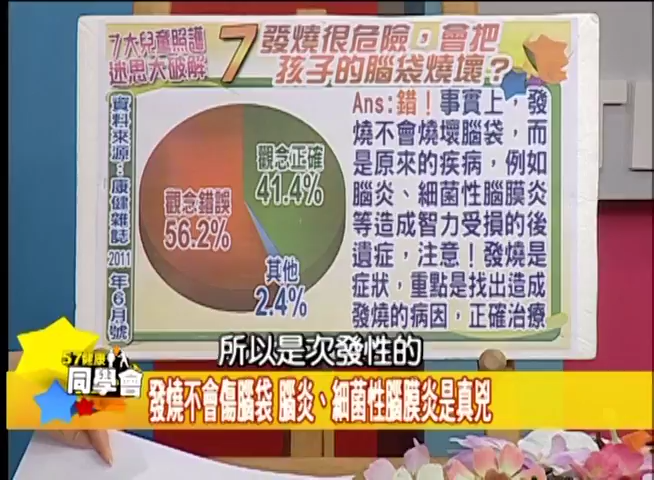 7大兒童照護
迷思大破解
7
發燒很危險，會把
孩子的腦袋燒壞？
資料來源：康健雜誌2011年6月號
觀念正確
41.4%
觀念錯誤
56.2%
其他
2.4%
Ans:錯！事實上，發
燒不會燒壞腦袋，而
是原來的疾病，例如
腦炎、細菌性腦膜炎
等造成智力受損的後
遺症，注意！發燒是
症狀，重點是找出造成
發燒的病因，正確治療
所以是次發性的
57健康
同學會
發燒不會傷腦袋 腦炎、細菌性腦膜炎是真兇